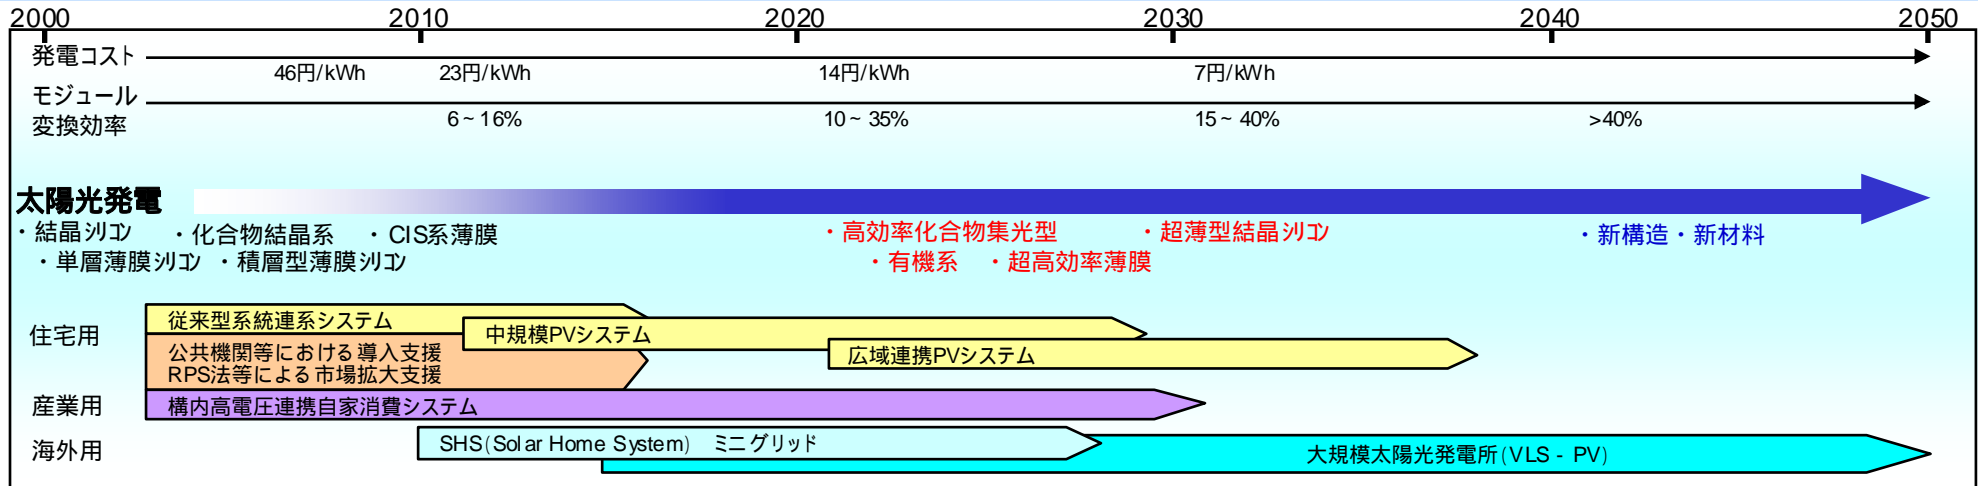 2000 2010 2020 2030 2040 2050
発電コスト
46円/kWh 23円/kWh 14円/kWh 7円/kWh
モジュール
変換効率
6~16% 10~35% 15~40% >40%
太陽光発電
・結晶シリコン ・化合物結晶系 ・CIS系薄膜 ・高効率化合物集光型 ・超薄型結晶シリコン ・新構造・新材料
・単層薄膜シリコン ・積層型薄膜シリコン ・有機系 ・超高効率薄膜
住宅用
従来型系統連系システム
中規模PVシステム
広域連携PVシステム
公共機関等における導入支援
RPS法等による市場拡大支援
産業用
構内高電圧連携自家消費システム
海外用
SHS(Solar Home System) ミニグリッド
大規模太陽光発電所(VLS-PV)